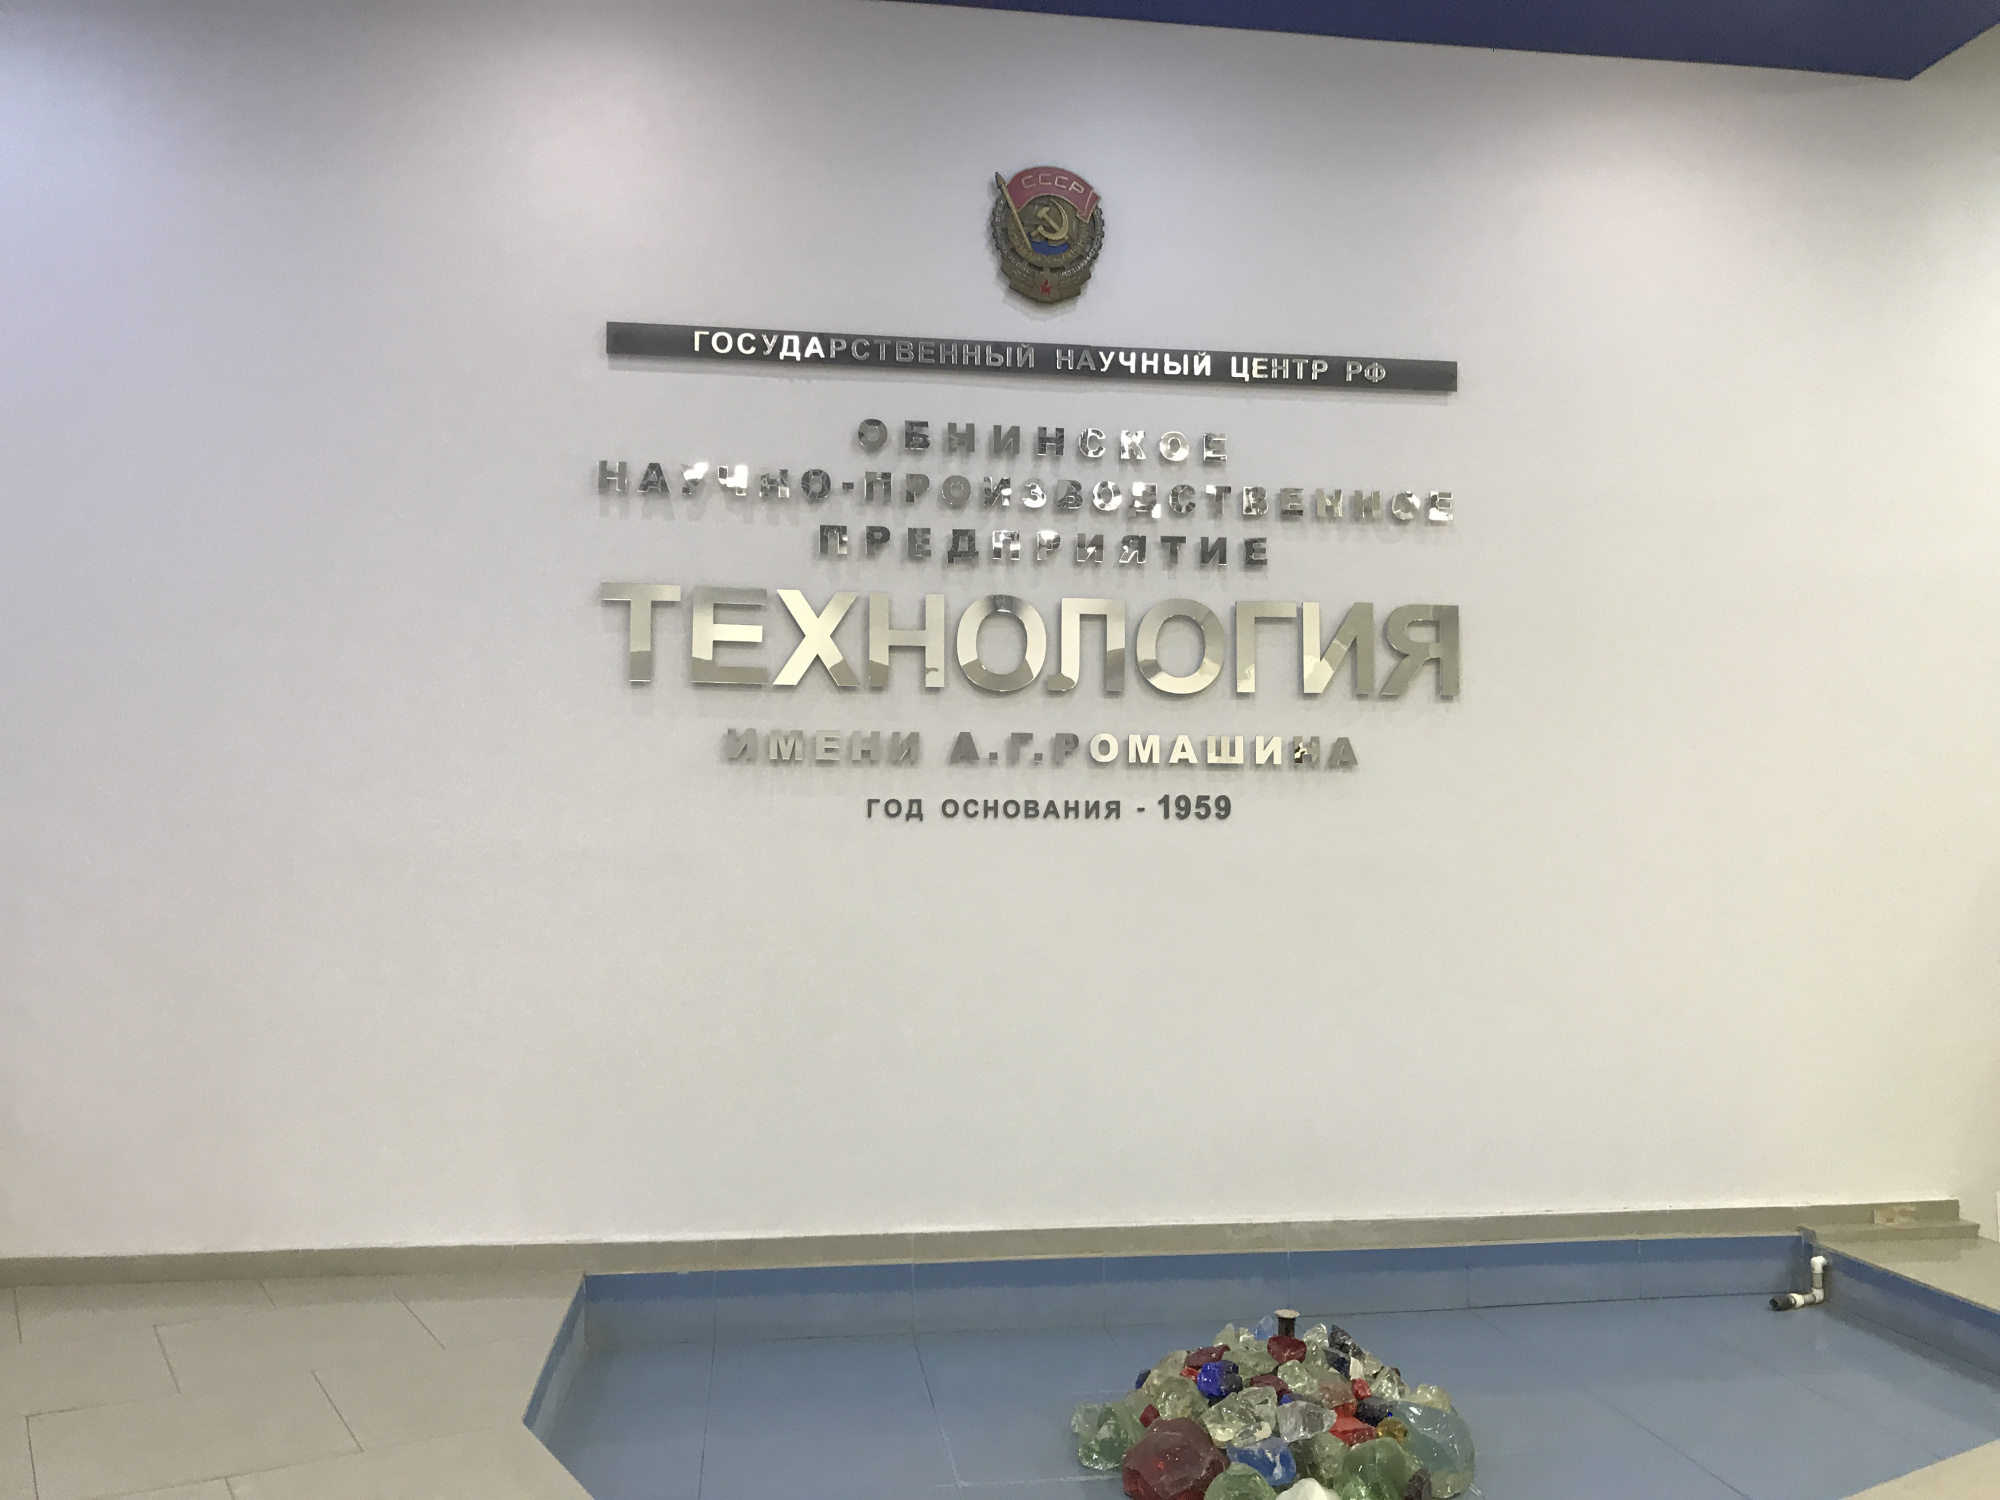 СССР
ГОСУДАРСТВЕННЫЙ НАУЧНЫЙ ЦЕНТР РФ
ОБНИНСКОЕ
НАУЧНО-ПРОИЗВОДСТВЕННОЕ
ПРЕДПРИЯТИЕ
ТЕХНОЛОГИЯ
ИМЕНИ А.Г.РОМАШИНА
ГОД ОСНОВАНИЯ - 1959